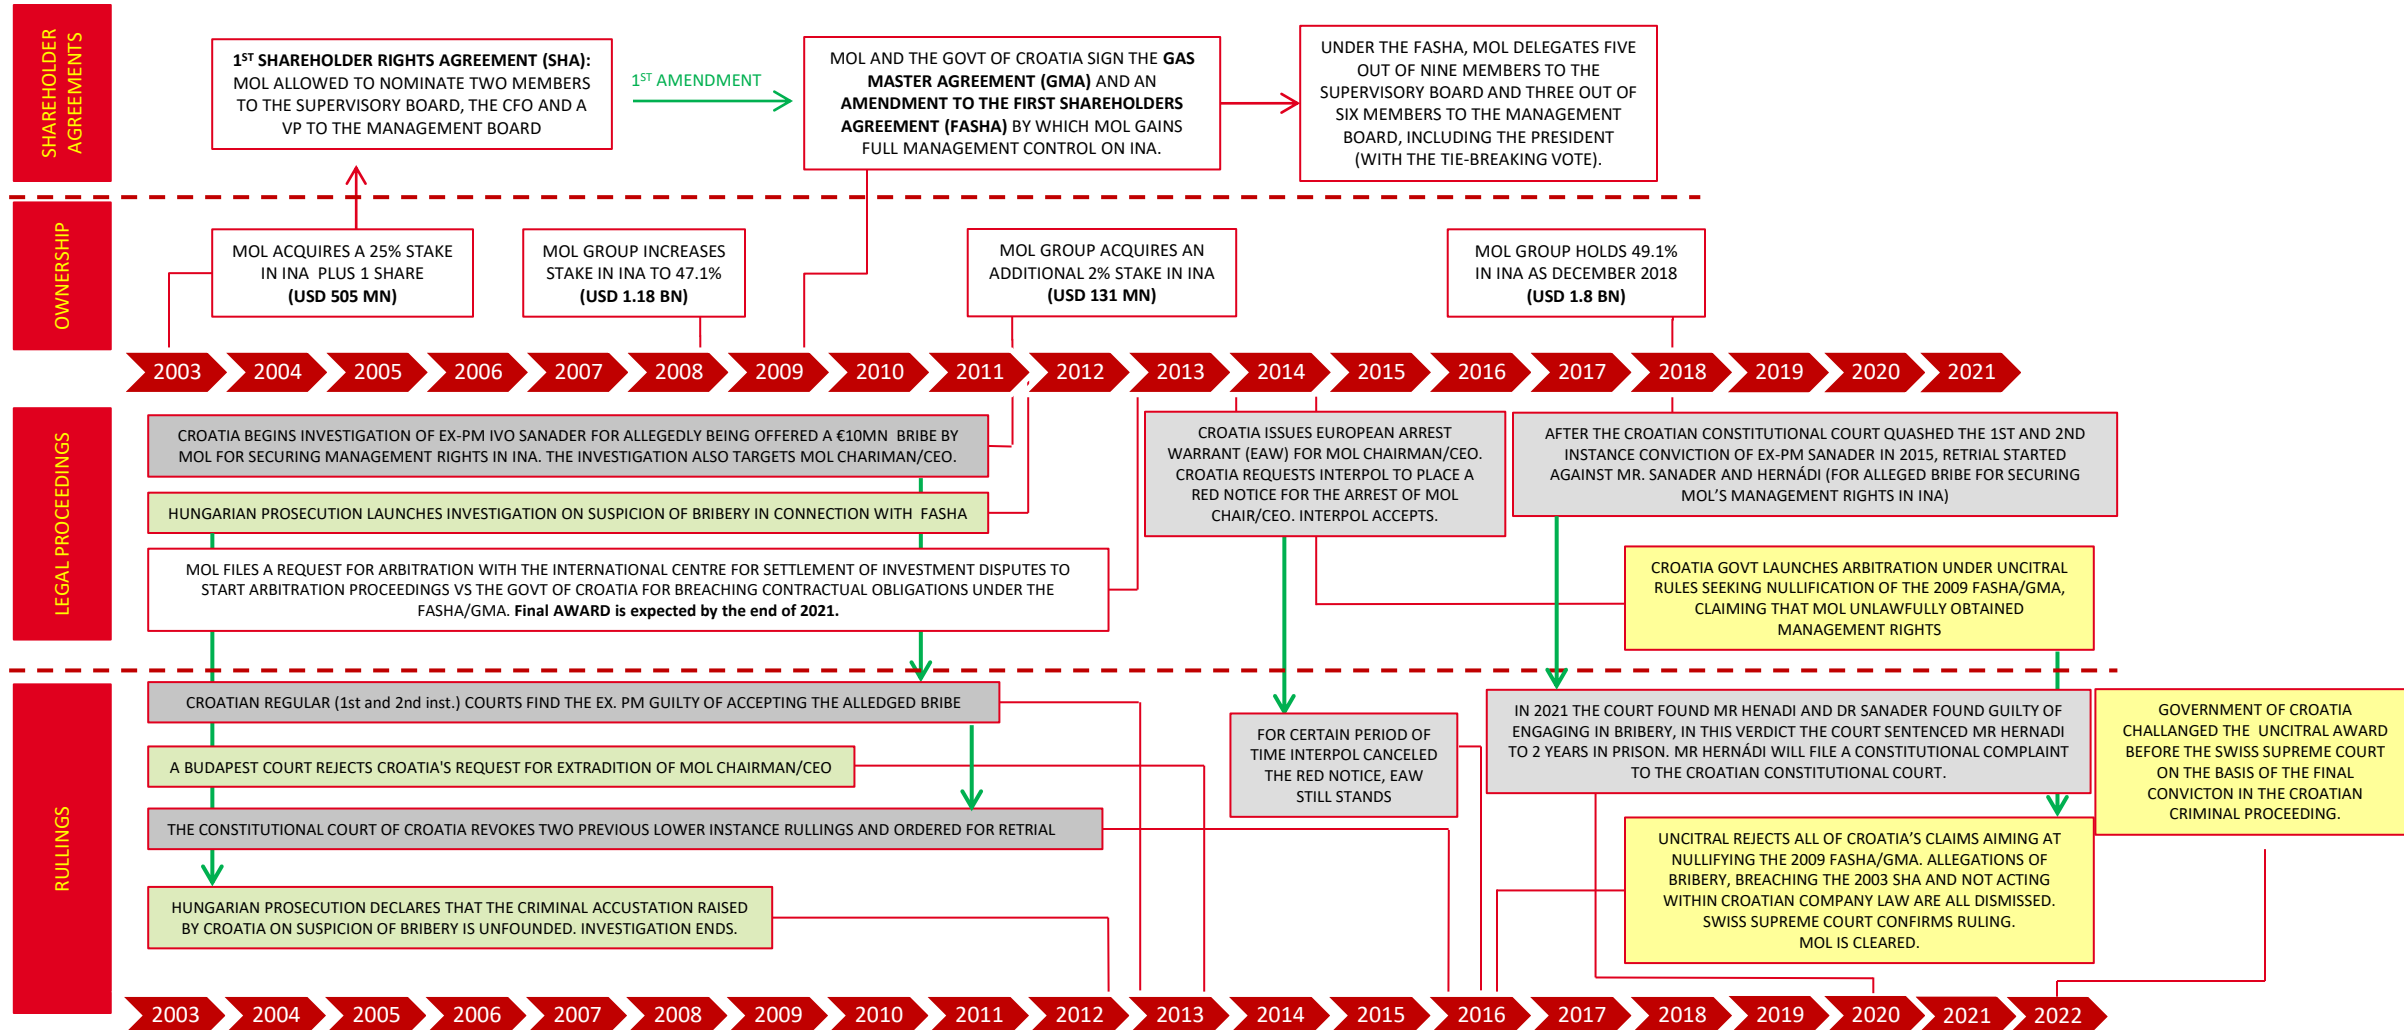 SHAREHOLDER
AGREEMENTS
1ST SHAREHOLDER RIGHTS AGREEMENT (SHA):
MOL ALLOWED TO NOMINATE TWO MEMBERS
TO THE SUPERVISORY BOARD, THE CFO AND A
VP TO THE MANAGEMENT BOARD
1ST AMENDMENT
MOL AND THE GOVT OF CROATIA SIGN THE GAS
MASTER AGREEMENT (GMA) AND AN
AMENDMENT TO THE FIRST SHAREHOLDERS
AGREEMENT (FASHA) BY WHICH MOL GAINS
FULL MANAGEMENT CONTROL ON INA.
UNDER THE FASHA, MOL DELEGATES FIVE
OUT OF NINE MEMBERS TO THE
SUPERVISORY BOARD AND THREE OUT OF
SIX MEMBERS TO THE MANAGEMENT
BOARD, INCLUDING THE PRESIDENT
(WITH THE TIE-BREAKING VOTE).
OWNERSHIP
MOL ACQUIRES A 25% STAKE
IN INA PLUS 1 SHARE
(USD 505 MN)
MOL GROUP INCREASES
STAKE IN INA TO 47.1%
(USD 1.18 BN)
MOL GROUP ACQUIRES AN
ADDITIONAL 2% STAKE IN INA
(USD 131 MN)
MOL GROUP HOLDS 49.1%
IN INA AS DECEMBER 2018
(USD 1.8 BN)
2003 2004 2005 2006 2007 2008 2009 2010 2011 2012 2013 2014 2015 2016 2017 2018 2019 2020 2021
LEGAL PROCEEDINGS
CROATIA BEGINS INVESTIGATION OF EX-PM IVO SANADER FOR ALLEGEDLY BEING OFFERED A €10MN BRIBE BY
MOL FOR SECURING MANAGEMENT RIGHTS IN INA. THE INVESTIGATION ALSO TARGETS MOL CHARIMAN/CEO.
HUNGARIAN PROSECUTION LAUNCHES INVESTIGATION ON SUSPICION OF BRIBERY IN CONNECTION WITH FASHA
MOL FILES A REQUEST FOR ARBITRATION WITH THE INTERNATIONAL CENTRE FOR SETTLEMENT OF INVESTMENT DISPUTES TO
START ARBITRATION PROCEEDINGS VS THE GOVT OF CROATIA FOR BREACHING CONTRACTUAL OBLIGATIONS UNDER THE
FASHA/GMA. Final AWARD is expected by the end of 2021.
CROATIA ISSUES EUROPEAN ARREST
WARRANT (EAW) FOR MOL CHAIRMAN/CEO.
CROATIA REQUESTS INTERPOL TO PLACE A
RED NOTICE FOR THE ARREST OF MOL
CHAIR/CEO. INTERPOL ACCEPTS.
AFTER THE CROATIAN CONSTITUTIONAL COURT QUASHED THE 1ST AND 2ND
INSTANCE CONVICTION OF EX-PM SANADER IN 2015, RETRIAL STARTED
AGAINST MR. SANADER AND HERNÁDI (FOR ALLEGED BRIBE FOR SECURING
MOL'S MANAGEMENT RIGHTS IN INA)
CROATIA GOVT LAUNCHES ARBITRATION UNDER UNCITRAL
RULES SEEKING NULLIFICATION OF THE 2009 FASHA/GMA,
CLAIMING THAT MOL UNLAWFULLY OBTAINED
MANAGEMENT RIGHTS
RULLINGS
CROATIAN REGULAR (1st and 2nd inst.) COURTS FIND THE EX. PM GUILTY OF ACCEPTING THE ALLEDGED BRIBE
A BUDAPEST COURT REJECTS CROATIA'S REQUEST FOR EXTRADITION OF MOL CHAIRMAN/CEO
THE CONSTITUTIONAL COURT OF CROATIA REVOKES TWO PREVIOUS LOWER INSTANCE RULLINGS AND ORDERED FOR RETRIAL
HUNGARIAN PROSECUTION DECLARES THAT THE CRIMINAL ACCUSTATION RAISED
BY CROATIA ON SUSPICION OF BRIBERY IS UNFOUNDED. INVESTIGATION ENDS.
FOR CERTAIN PERIOD OF
TIME INTERPOL CANCELED
THE RED NOTICE, EAW
STILL STANDS
IN 2021 THE COURT FOUND MR HENADI AND DR SANADER FOUND GUILTY OF
ENGAGING IN BRIBERY, IN THIS VERDICT THE COURT SENTENCED MR HERNADI
TO 2 YEARS IN PRISON. MR HERNÁDI WILL FILE A CONSTITUTIONAL COMPLAINT
TO THE CROATIAN CONSTITUTIONAL COURT.
UNCITRAL REJECTS ALL OF CROATIA'S CLAIMS AIMING AT
NULLIFYING THE 2009 FASHA/GMA. ALLEGATIONS OF
BRIBERY, BREACHING THE 2003 SHA AND NOT ACTING
WITHIN CROATIAN COMPANY LAW ARE ALL DISMISSED.
SWISS SUPREME COURT CONFIRMS RULING.
MOL IS CLEARED.
GOVERNMENT OF CROATIA
CHALLANGED THE UNCITRAL AWARD
BEFORE THE SWISS SUPREME COURT
ON THE BASIS OF THE FINAL
CONVICTON IN THE CROATIAN
CRIMINAL PROCEEDING.
2003 2004 2005 2006 2007 2008 2009 2010 2011 2012 2013 2014 2015 2016 2017 2018 2019 2020 2021 2022